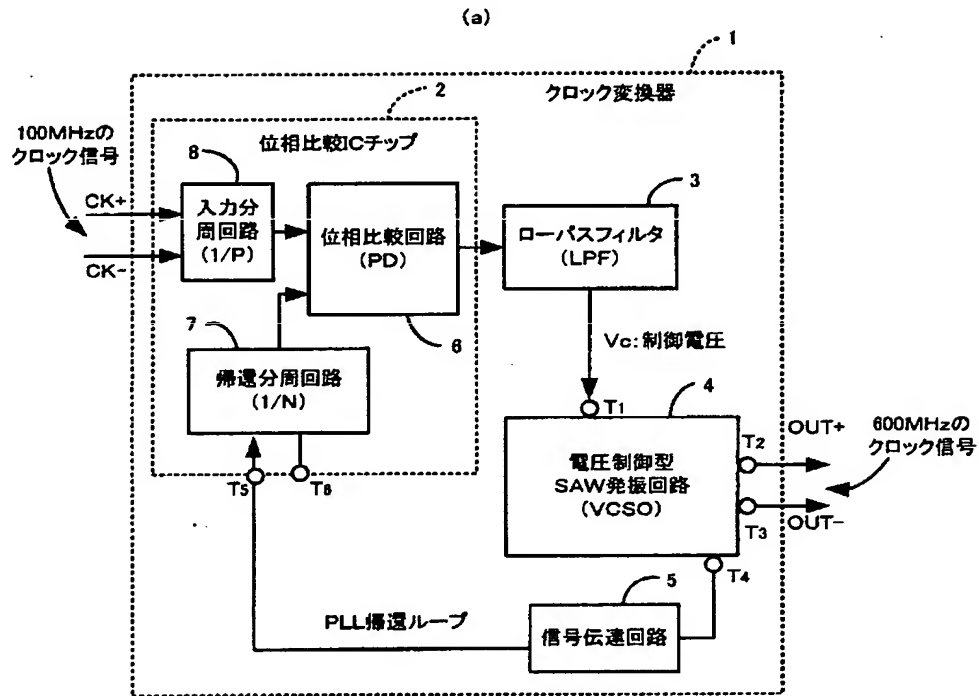 (a)
1
クロック変換器
2
位相比較ICチップ
100MHzの
クロック信号
CK+
CK-
8
入力分
周回路
(1/P)
位相比較回路
(PD)
6
3
ローパスフィルタ
(LPF)
7
帰還分周回路
(1/N)
Vc:制御電圧
T1
4
電圧制御型
SAW発振回路
(VCSO)
T2
OUT+
T3
OUT-
600MHzの
クロック信号
T5
T6
T4
PLL帰還ループ
5
信号伝達回路